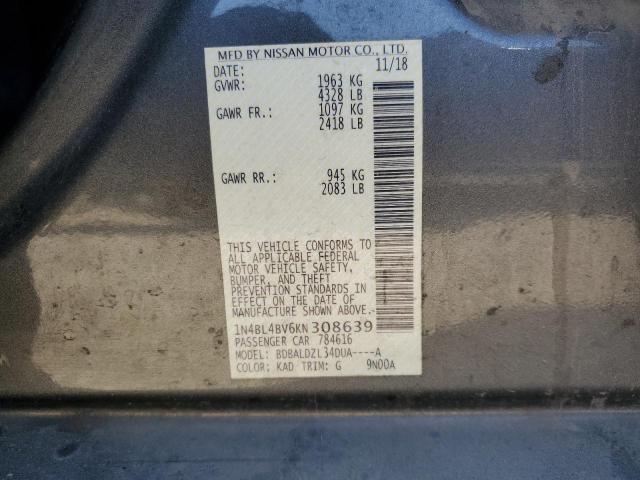 MFD BY NISSAN MOTOR CO., LTD.
DATE: 11/18
GVWR: 1963 KG
4328 LB
GAWR FR.: 1097 KG
2418 LB
GAWR RR.: 945 KG
2083 LB
THIS VEHICLE CONFORMS TO
ALL APPLICABLE FEDERAL
MOTOR VEHICLE SAFETY,
BUMPER, AND THEFT
PREVENTION STANDARDS IN
EFFECT ON THE DATE OF
MANUFACTURE SHOWN ABOVE.
1N4BL4BV6KN308639
PASSENGER CAR 784616
MODEL: BDBALDZL34DUA----A
COLOR: KAD TRIM: G 9N00A